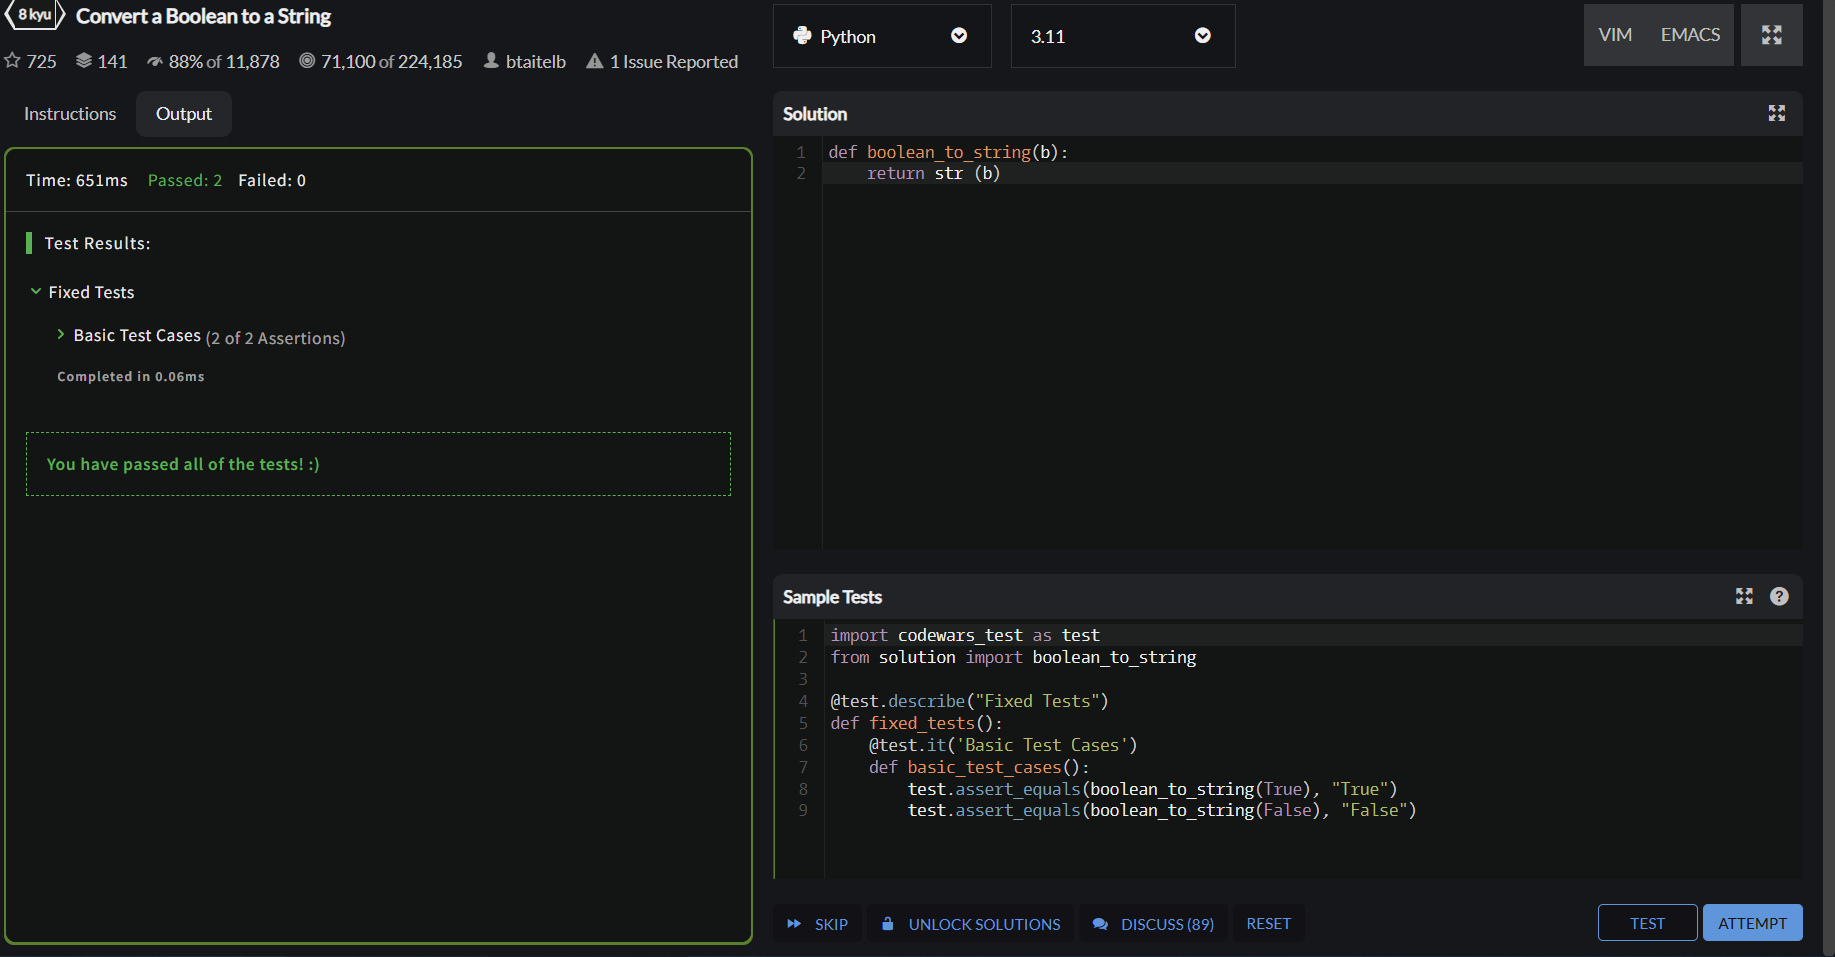 8 kyu Convert a Boolean to a String
725 141 88% of 11,878 71,100 of 224,185 btaitelb 1 Issue Reported
Instructions Output
Time: 651ms Passed: 2 Failed: 0
Test Results:
Fixed Tests
Basic Test Cases (2 of 2 Assertions)
Completed in 0.06ms
You have passed all of the tests! :)
Python 3.11 VIM EMACS
Solution
1 def boolean_to_string(b):
2     return str (b)
Sample Tests ?
1 import codewars_test as test
2 from solution import boolean_to_string
3
4 @test.describe("Fixed Tests")
5 def fixed_tests():
6     @test.it('Basic Test Cases')
7     def basic_test_cases():
8         test.assert_equals(boolean_to_string(True), "True")
9         test.assert_equals(boolean_to_string(False), "False")
SKIP UNLOCK SOLUTIONS DISCUSS (89) RESET TEST ATTEMPT